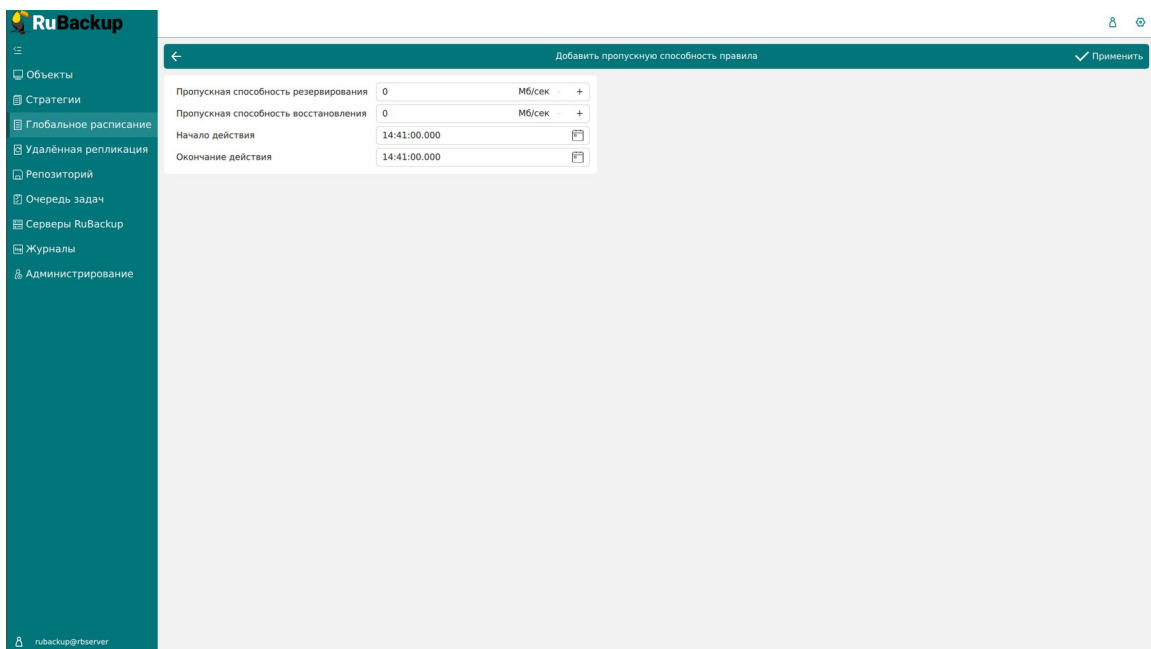 RuBackup
Объекты
Стратегии
Глобальное расписание
Удалённая репликация
Репозиторий
Очередь задач
Серверы RuBackup
Журналы
Администрирование
rubackup@rbserver
Добавить пропускную способность правила
Применить
Пропускная способность резервирования 0 Мб/сек - +
Пропускная способность восстановления 0 Мб/сек - +
Начало действия 14:41:00.000
Окончание действия 14:41:00.000